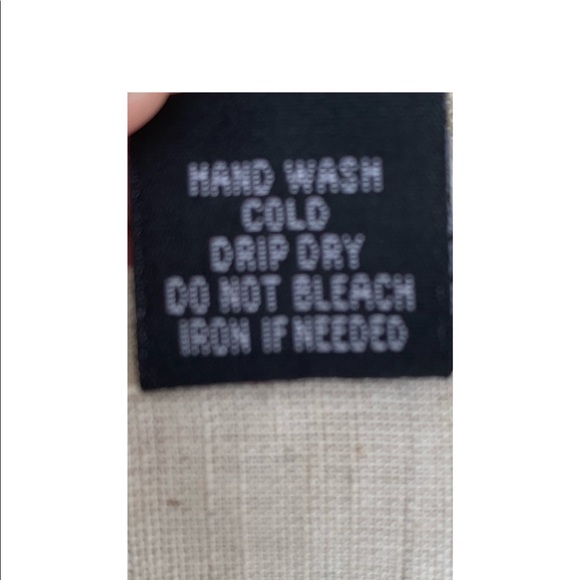 HAND WASH
COLD
DRIP DRY
DO NOT BLEACH
IRON IF NEEDED